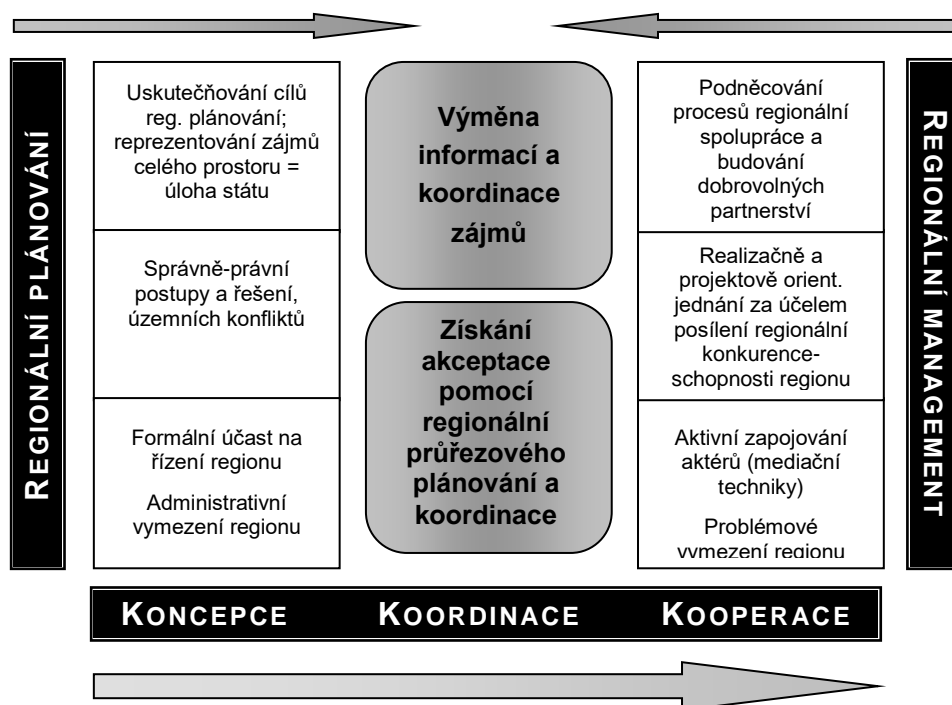 REGIONÁLNÍ PLÁNOVÁNÍ
Uskutečňování cílů
reg. plánování;
reprezentování zájmů
celého prostoru =
úloha státu
Správně-právní
postupy a řešení,
územních konfliktů
Formální účast na
řízení regionu
Administrativní
vymezení regionu
Výměna
informací a
koordinace
zájmů
Získání
akceptace
pomocí
regionální
průřezového
plánování a
koordinace
Podněcování
procesů regionální
spolupráce a
budování
dobrovolných
partnerství
Realizačně a
projektově orient.
jednání za účelem
posílení regionální
konkurence-
schopnosti regionu
Aktivní zapojování
aktérů (mediační
techniky)
Problémové
vymezení regionu
REGIONÁLNÍ MANAGEMENT
KONCEPCE KOORDINACE KOOPERACE